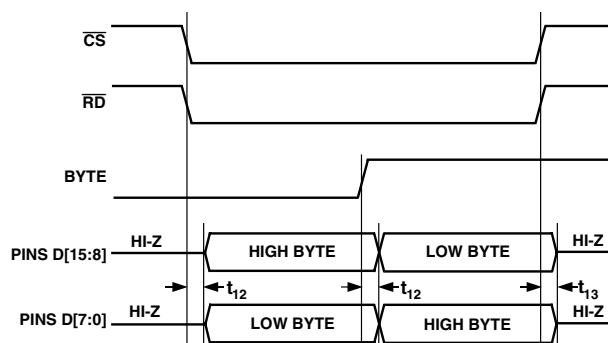 CS
RD
BYTE
PINS D[15:8] HI-Z HIGH BYTE LOW BYTE HI-Z
t12 t12 t13
PINS D[7:0] HI-Z LOW BYTE HIGH BYTE HI-Z